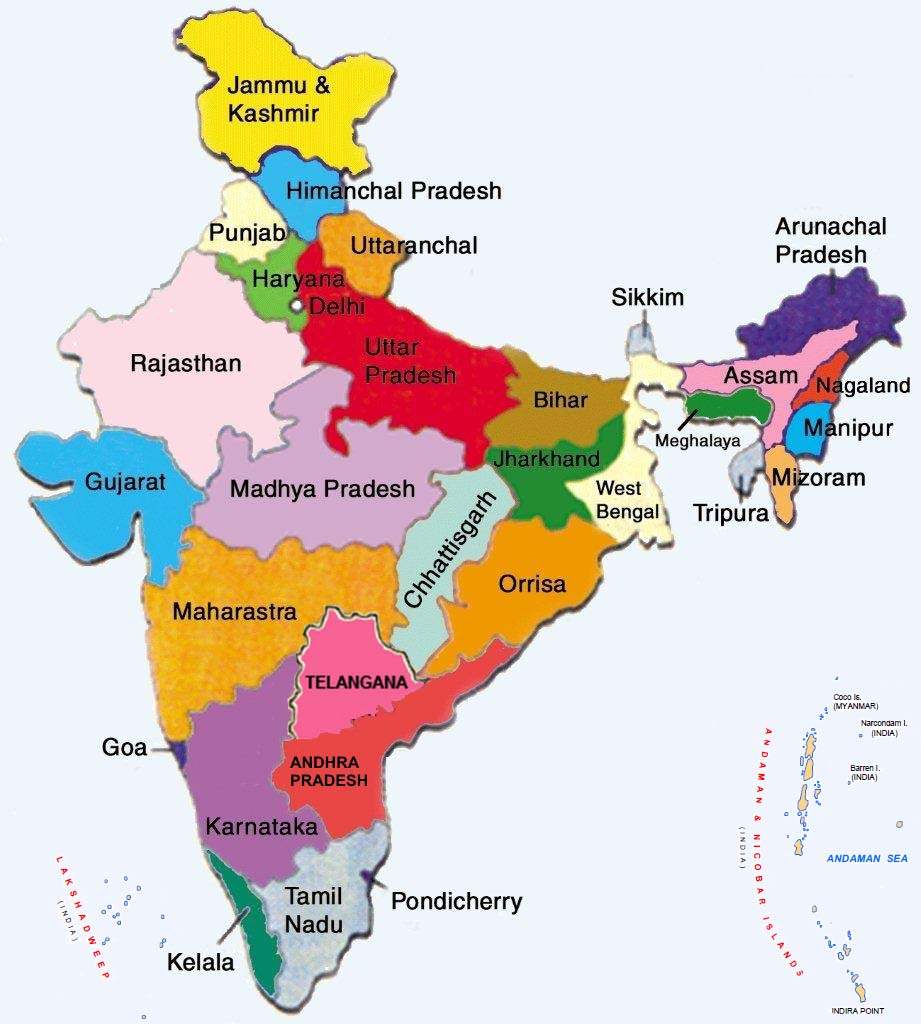 Jammu &
Kashmir
Himanchal Pradesh
Punjab
Uttaranchal
Haryana
Delhi
Arunachal
Pradesh
Sikkim
Rajasthan
Uttar
Pradesh
Assam
Nagaland
Bihar
Meghalaya
Manipur
Jharkhand
Gujarat
Madhya Pradesh
Mizoram
West
Bengal
Tripura
Chhattisgarh
Orrisa
Maharastra
TELANGANA
Coco Is.
(MYANMAR)
Narcondam I.
(INDIA)
Goa
ANDHRA
PRADESH
Barren I.
(INDIA)
Karnataka
ANDAMAN & NICOBAR ISLANDS
(INDIA)
ANDAMAN SEA
LAKSHADWEEP
(INDIA)
Tamil
Nadu
Pondicherry
Kelala
INDIRA POINT